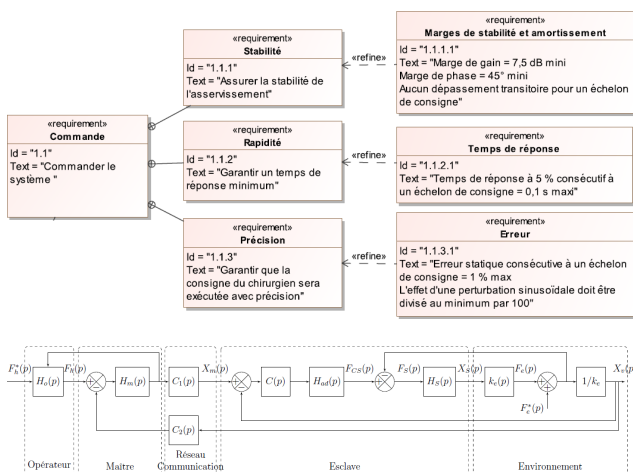 «requirement»
Stabilité
Id = "1.1.1"
Text = "Assurer la stabilité de
l'asservissement"
«refine»
«requirement»
Marges de stabilité et amortissement
Id = "1.1.1.1"
Text = "Marge de gain = 7,5 dB mini
Marge de phase = 45° mini
Aucun dépassement transitoire pour un échelon
de consigne"
«requirement»
Commande
Id = "1.1"
Text = "Commander le
système "
«requirement»
Rapidité
Id = "1.1.2"
Text = "Garantir un temps de
réponse minimum"
«refine»
«requirement»
Temps de réponse
Id = "1.1.2.1"
Text = "Temps de réponse à 5 % consécutif à
un échelon de consigne = 0,1 s maxi"
«requirement»
Précision
Id = "1.1.3"
Text = "Garantir que la
consigne du chirurgien sera
exécutée avec précision"
«refine»
«requirement»
Erreur
Id = "1.1.3.1"
Text = "Erreur statique consécutive à un échelon
de consigne = 1 % max
L'effet d'une perturbation sinusoïdale doit être
divisé au minimum par 100"
F*h(p) Ho(p) Fh(p) Hm(p) C1(p) Xm(p) C(p) Had(p) FCS(p) FS(p) HS(p) XS(p) ke(p) Fe(p) 1/ke Xe(p)
F*e(p)
C2(p)
Réseau
Opérateur Maître Communication Esclave Environnement